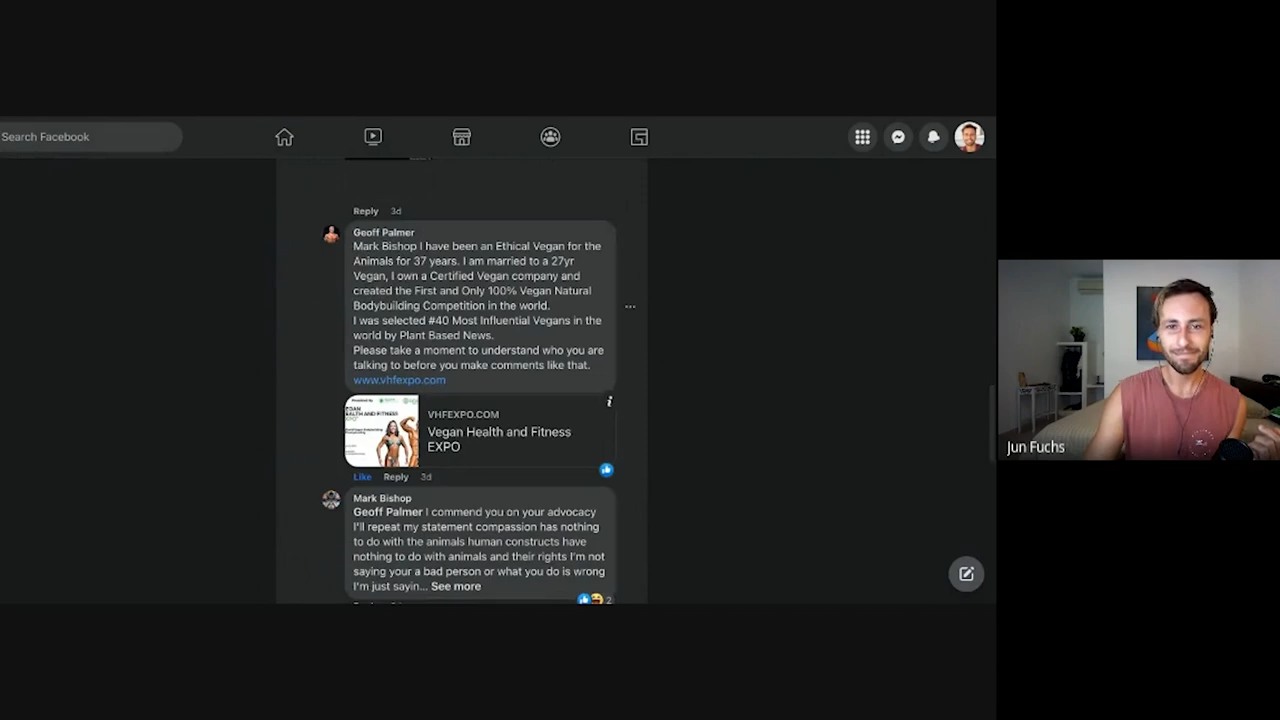 Search Facebook
Reply 3d
Geoff Palmer
Mark Bishop I have been an Ethical Vegan for the
Animals for 37 years. I am married to a 27yr
Vegan, I own a Certified Vegan company and
created the First and Only 100% Vegan Natural
Bodybuilding Competition in the world.
I was selected #40 Most Influential Vegans in the
world by Plant Based News.
Please take a moment to understand who you are
talking to before you make comments like that.
www.vhfexpo.com
VHFEXPO.COM
Vegan Health and Fitness
EXPO
Like Reply 3d
Mark Bishop
Geoff Palmer I commend you on your advocacy
I'll repeat my statement compassion has nothing
to do with the animals human constructs have
nothing to do with animals and their rights I'm not
saying your a bad person or what you do is wrong
I'm just sayin... See more
2
Jun Fuchs